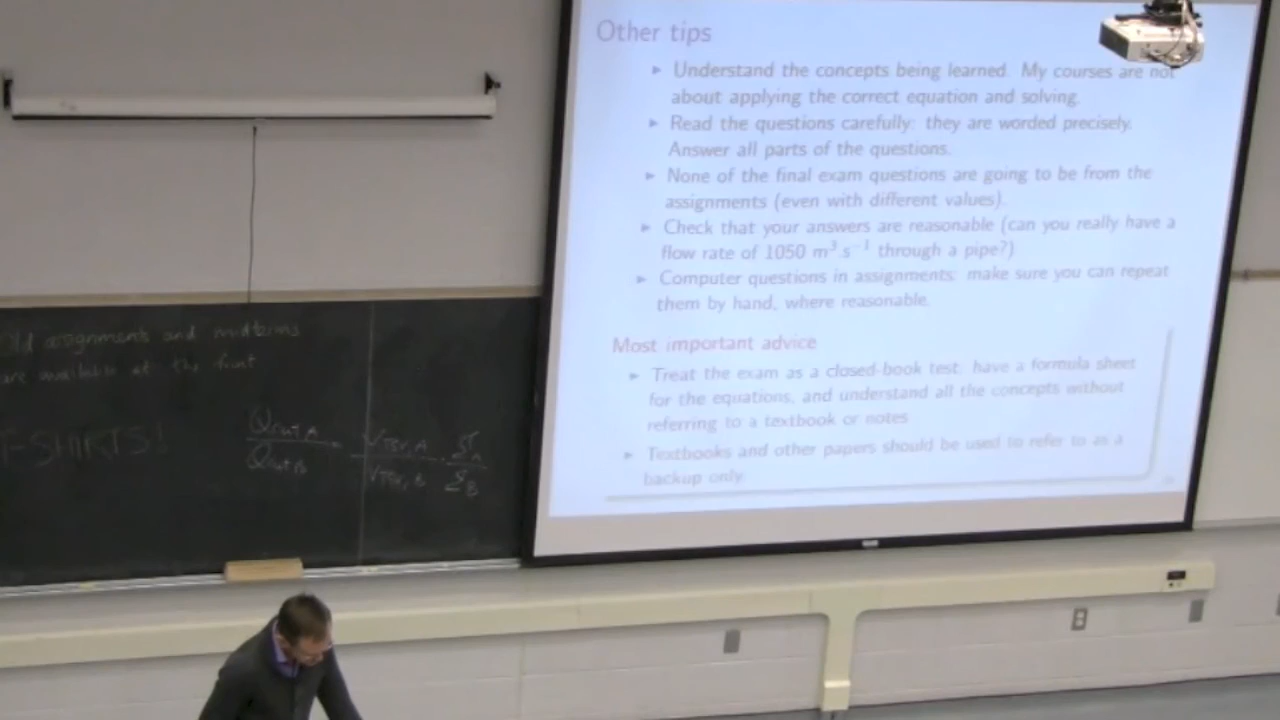 Other tips
▸ Understand the concepts being learned. My courses are not
about applying the correct equation and solving.
▸ Read the questions carefully: they are worded precisely.
Answer all parts of the questions.
▸ None of the final exam questions are going to be from the
assignments (even with different values).
▸ Check that your answers are reasonable (can you really have a
flow rate of 1050 m³.s⁻¹ through a pipe?)
▸ Computer questions in assignments: make sure you can repeat
them by hand, where reasonable.
Most important advice
▸ Treat the exam as a closed-book test: have a formula sheet
for the equations, and understand all the concepts without
referring to a textbook or notes
▸ Textbooks and other papers should be used to refer to as a
backup only.
Old assignments and midterms
are available at the front
T-SHIRTS!